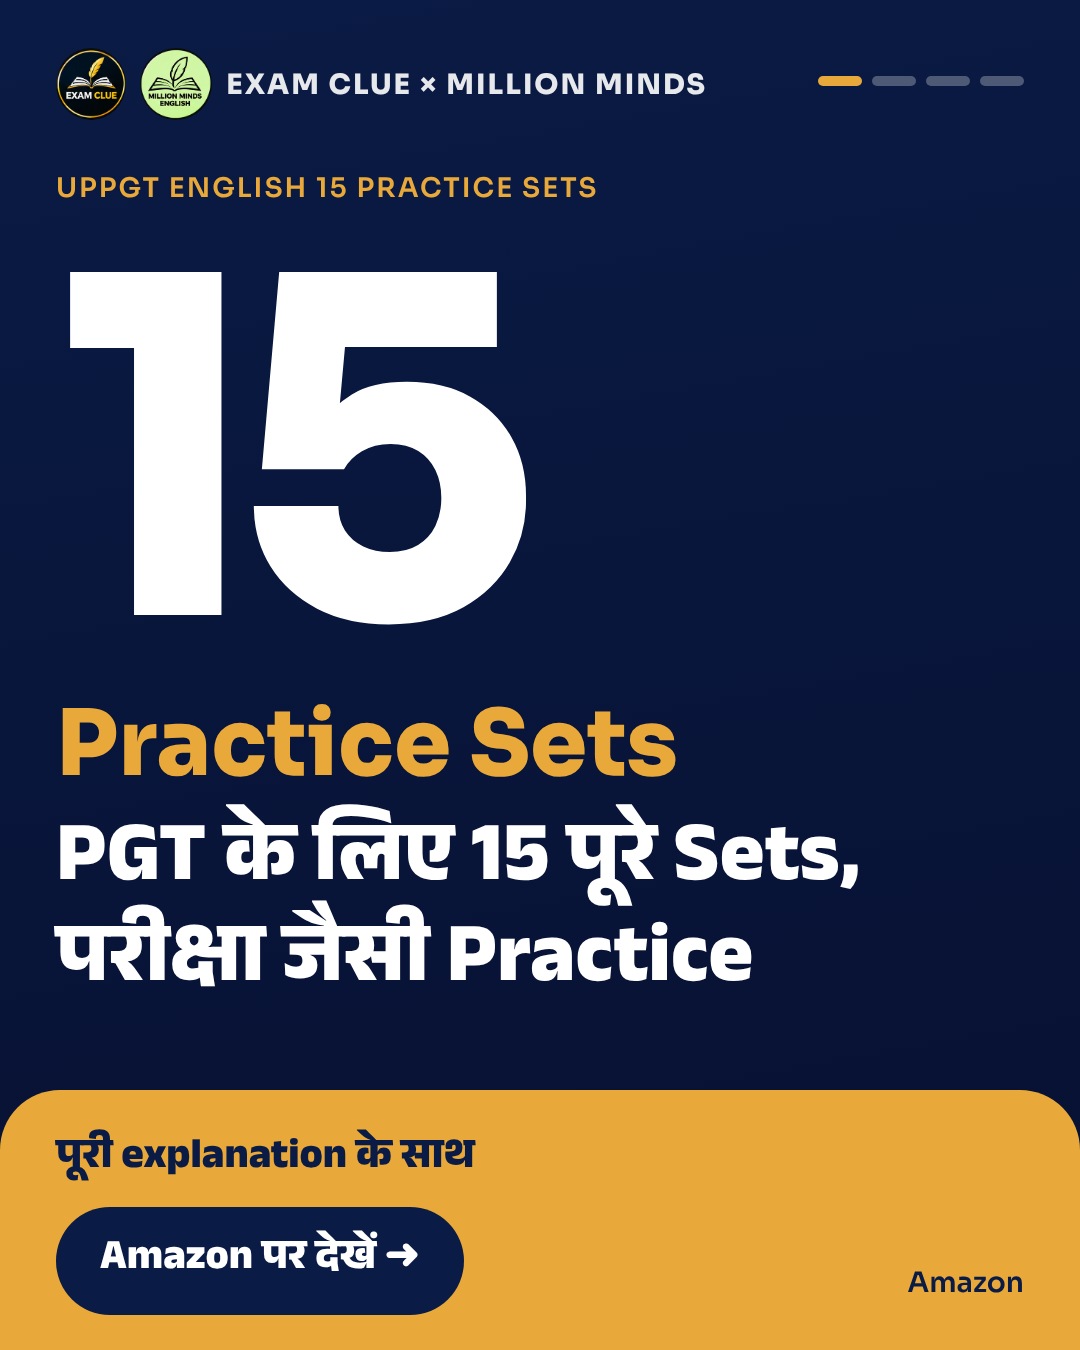 EXAM CLUE
MILLION MINDS
ENGLISH
EXAM CLUE × MILLION MINDS
UPPGT ENGLISH 15 PRACTICE SETS
15
Practice Sets
PGT के लिए 15 पूरे Sets,
परीक्षा जैसी Practice
पूरी explanation के साथ
Amazon पर देखें ➜
Amazon